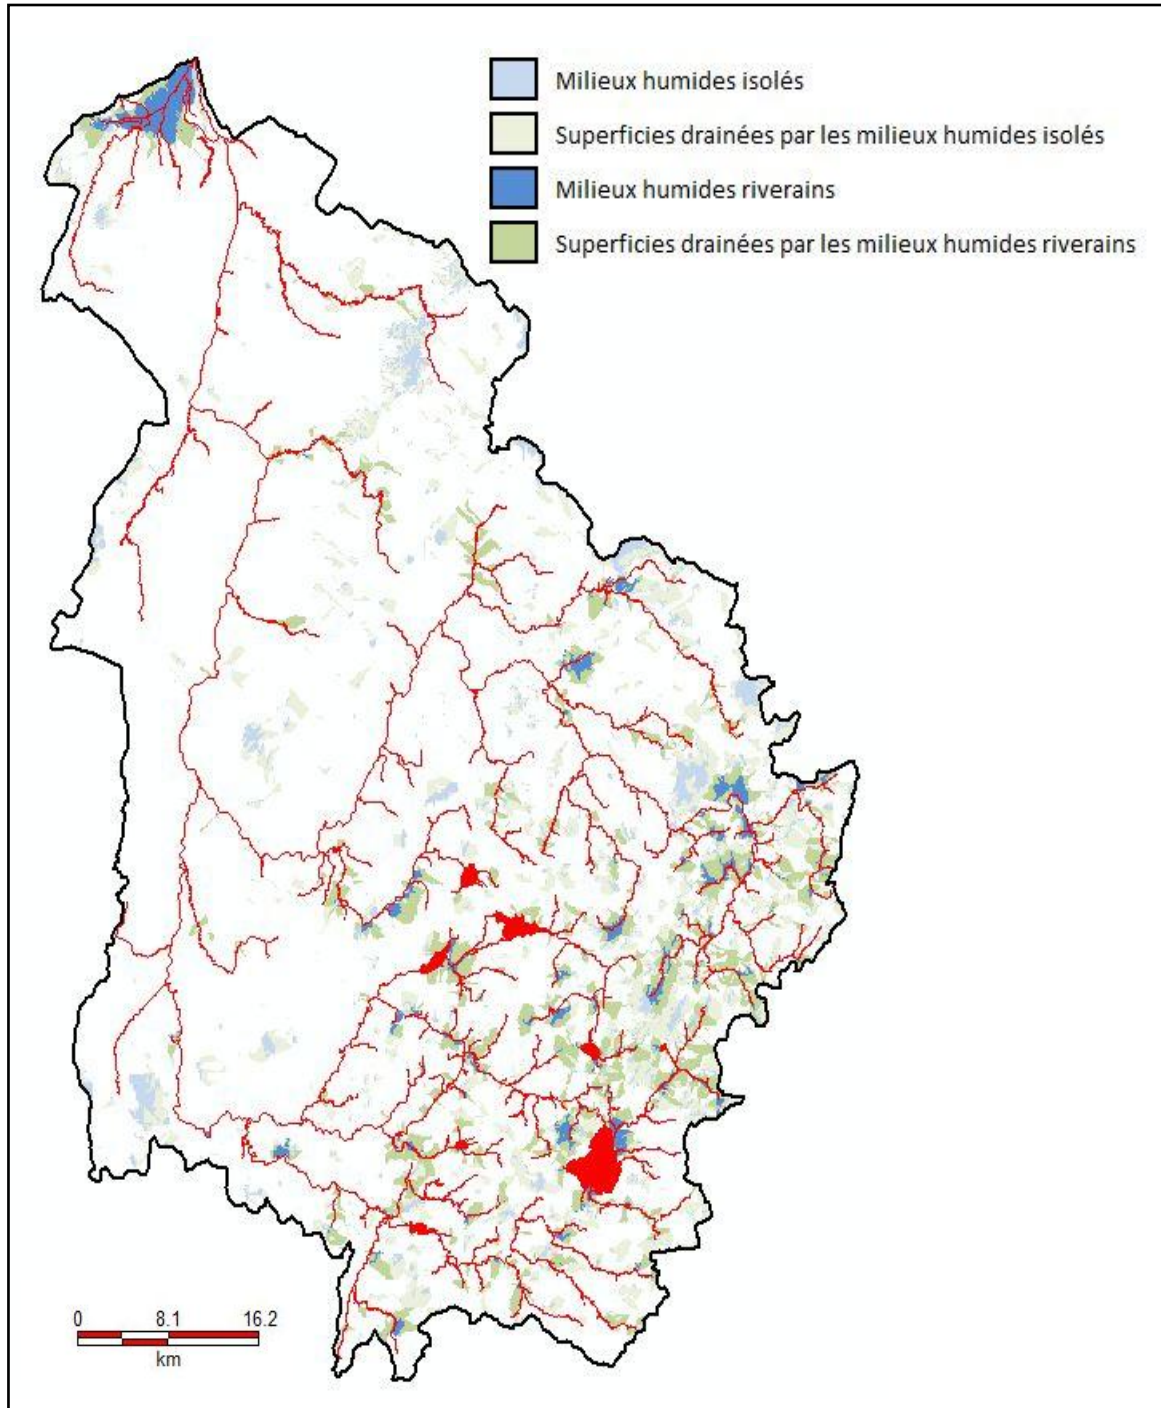 Milieux humides isolés
Superficies drainées par les milieux humides isolés
Milieux humides riverains
Superficies drainées par les milieux humides riverains
0 8.1 16.2
km